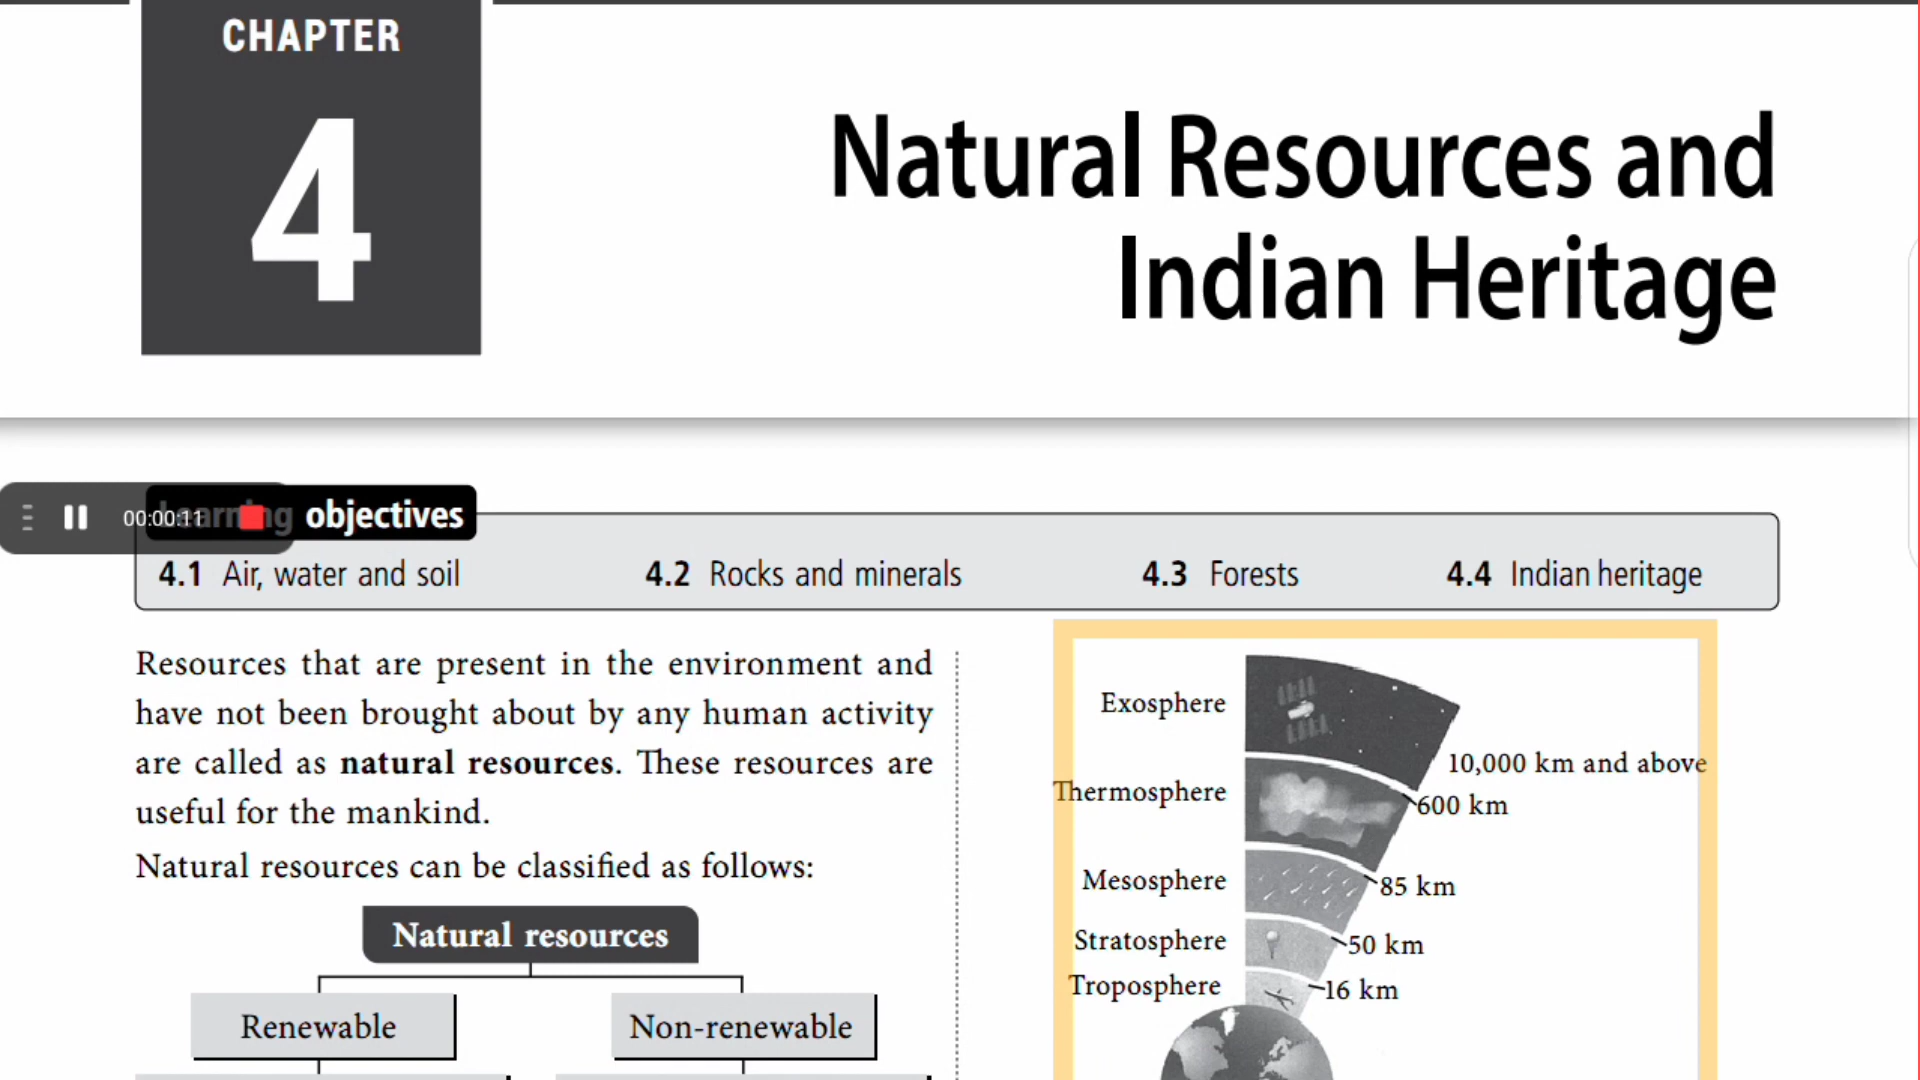 CHAPTER
4
Natural Resources and
Indian Heritage
00:00:11
Learning objectives
4.1 Air, water and soil
4.2 Rocks and minerals
4.3 Forests
4.4 Indian heritage
Resources that are present in the environment and
have not been brought about by any human activity
are called as natural resources. These resources are
useful for the mankind.
Natural resources can be classified as follows:
Natural resources
Renewable
Non-renewable
Exosphere
10,000 km and above
Thermosphere
600 km
Mesosphere
85 km
Stratosphere
50 km
Troposphere
16 km